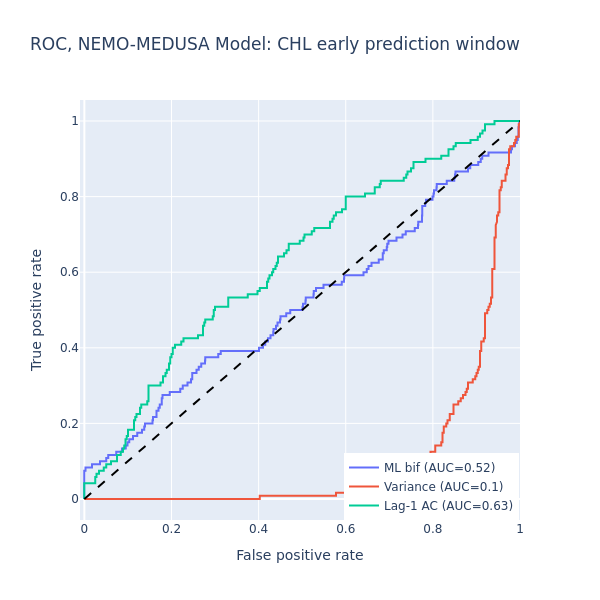 ROC, NEMO-MEDUSA Model: CHL early prediction window
True positive rate
1
0.8
0.6
0.4
0.2
0
ML bif (AUC=0.52)
Variance (AUC=0.1)
Lag-1 AC (AUC=0.63)
0 0.2 0.4 0.6 0.8 1
False positive rate